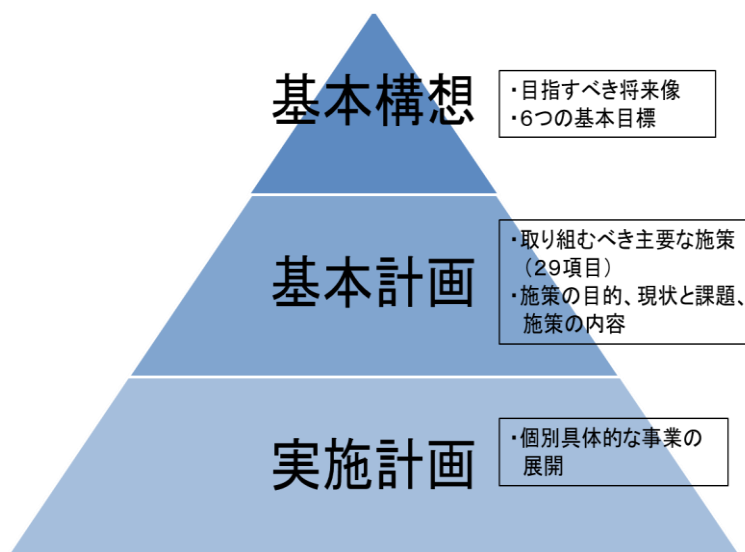 基本構想
・目指すべき将来像
・6つの基本目標
基本計画
・取り組むべき主要な施策
（29項目）
・施策の目的、現状と課題、
施策の内容
実施計画
・個別具体的な事業の
展開